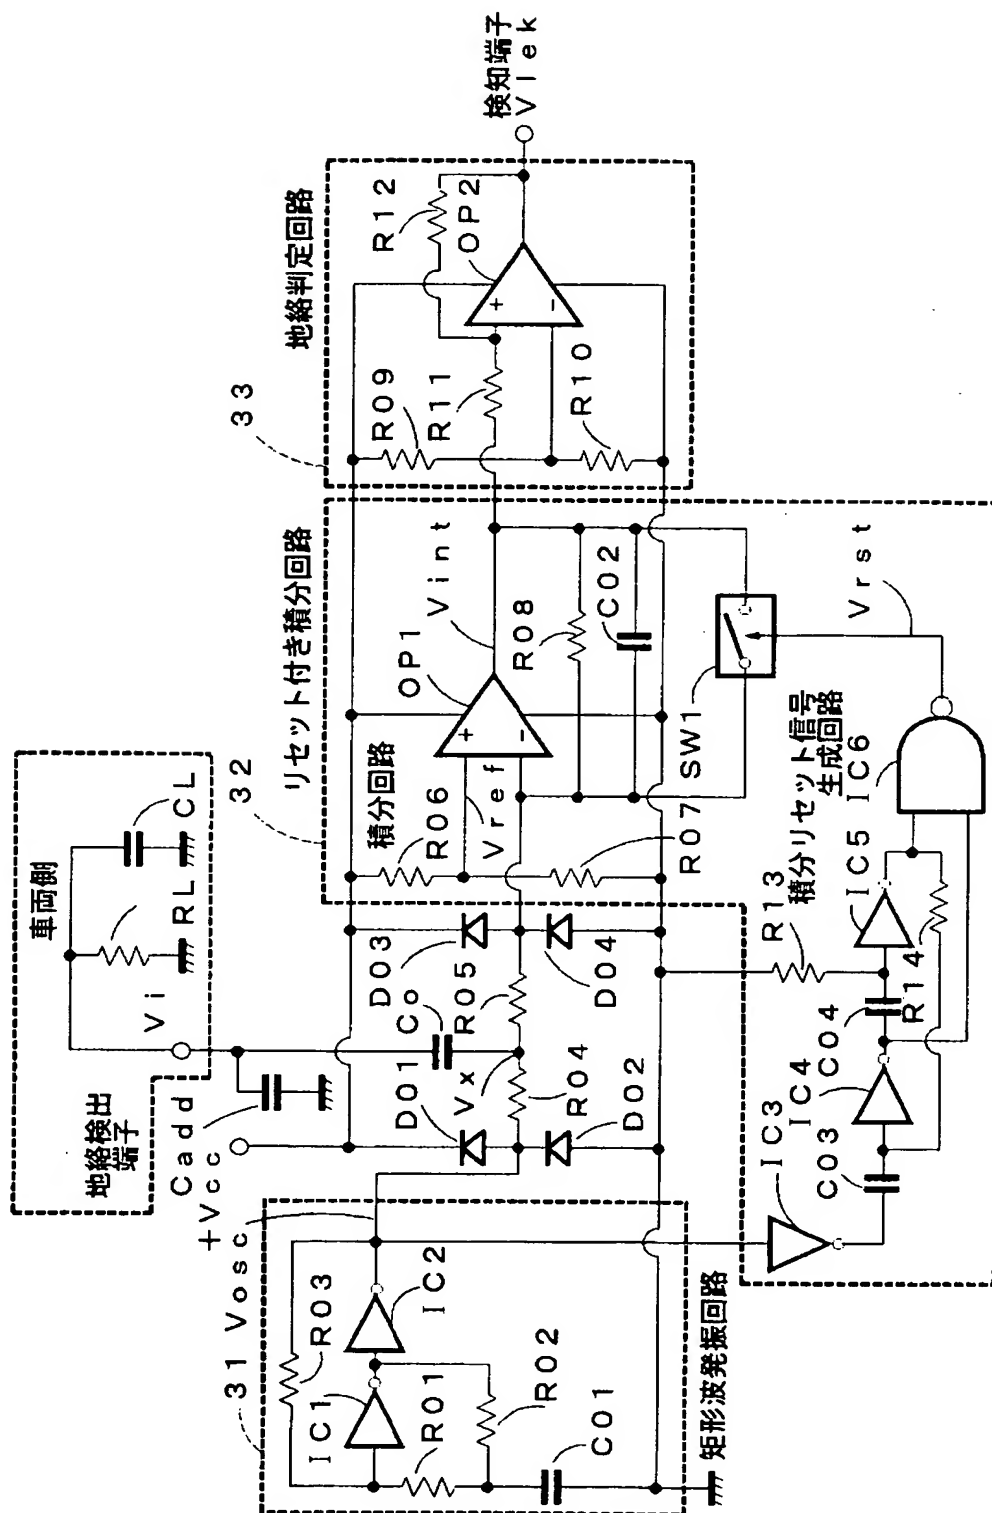 車両側
RL
CL
Vi
地絡検出
端子
Cadd
+Vcc
31
Vosc
R03
IC1
IC2
R01
R02
C01
矩形波発振回路
D01
Vx
R04
D02
Co
R05
D03
D04
32
リセット付き積分回路
積分回路
R06
Vref
R07
OP1
Vint
R08
C02
SW1
Vrst
積分リセット信号
生成回路
IC3
C03
IC4
C04
R13
R14
IC5
IC6
33
地絡判定回路
R09
R10
R11
R12
OP2
+
-
+
-
検知端子
Vlek